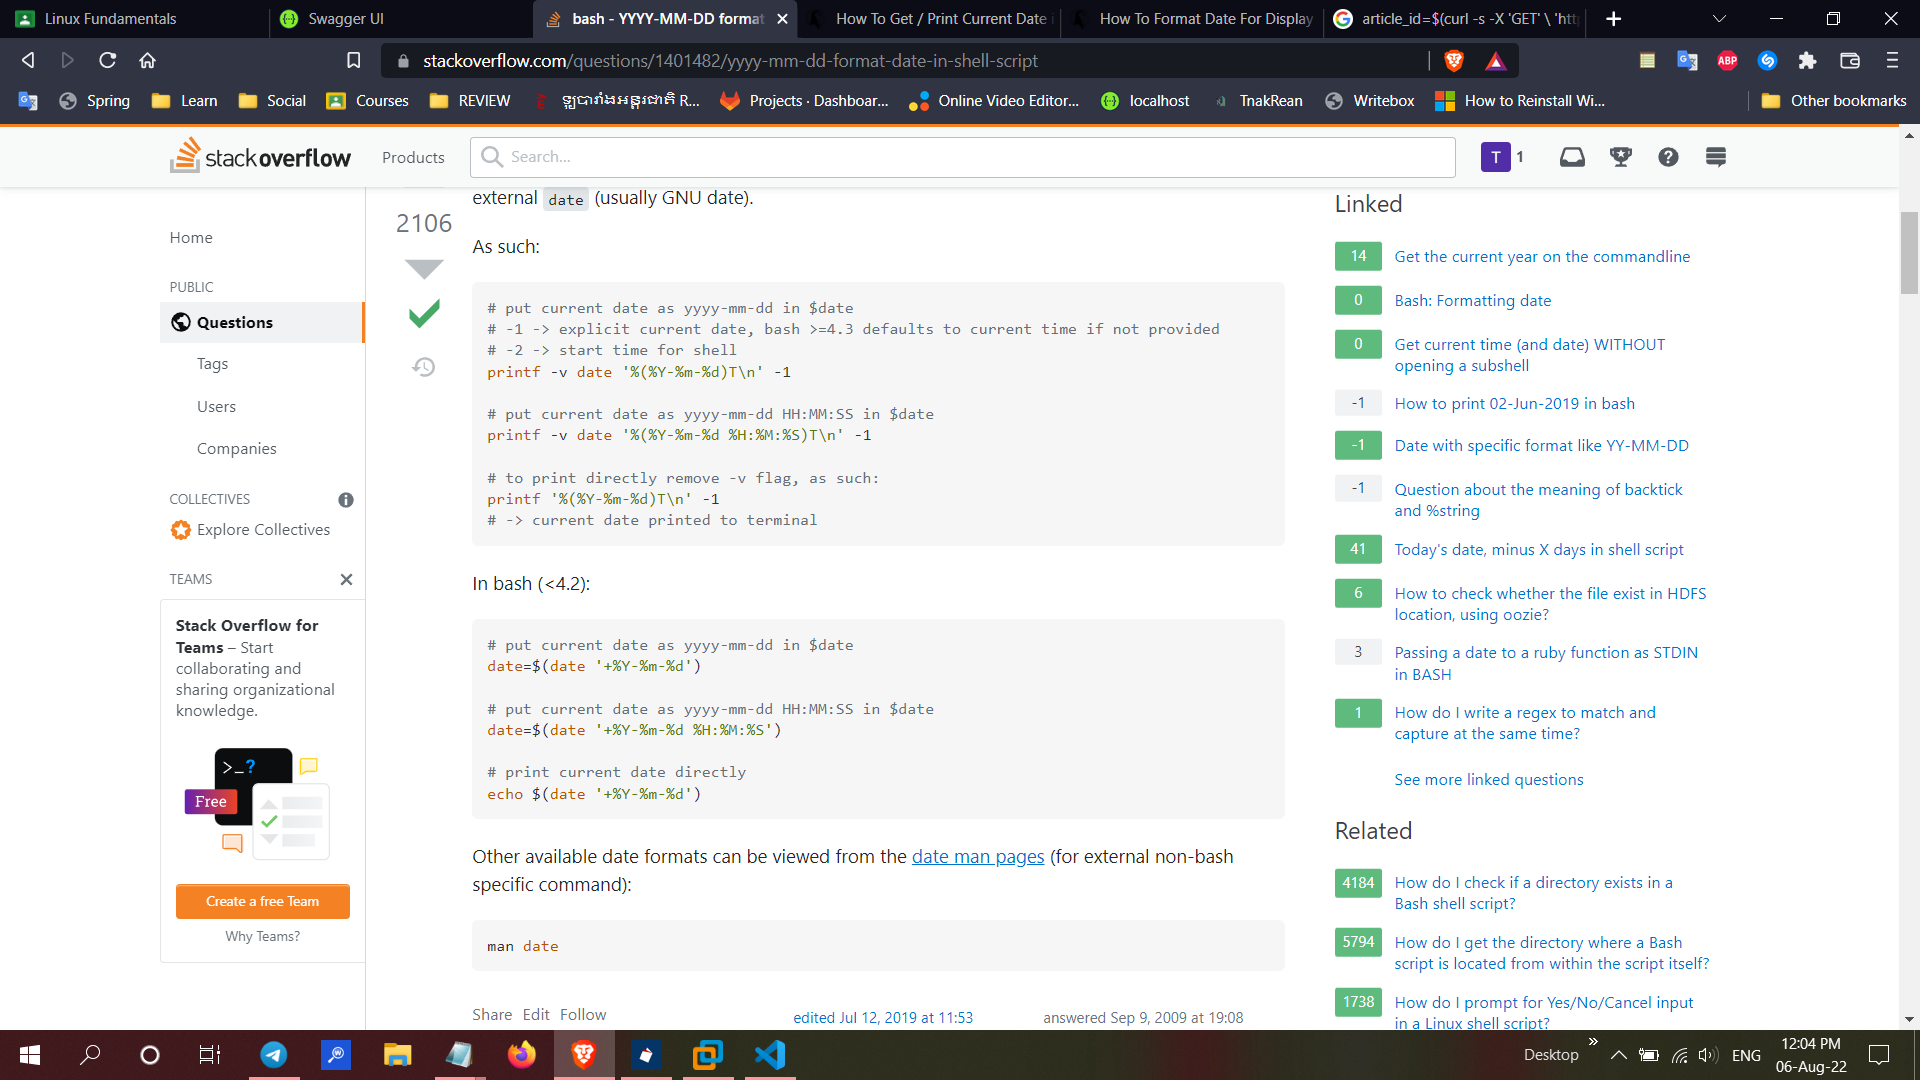 Linux Fundamentals
Swagger UI
bash - YYYY-MM-DD format
How To Get / Print Current Date i
How To Format Date For Display
article_id=$(curl -s -X 'GET' \ 'http
stackoverflow.com/questions/1401482/yyyy-mm-dd-format-date-in-shell-script
ABP
Spring
Learn
Social
Courses
REVIEW
ឡបារាំងអន្តរជាតិ R...
Projects · Dashboar...
Online Video Editor...
localhost
TnakRean
Writebox
How to Reinstall Wi...
Other bookmarks
stackoverflow
Products
Search...
T
1
Home
PUBLIC
Questions
Tags
Users
Companies
COLLECTIVES
Explore Collectives
TEAMS
Stack Overflow for
Teams – Start
collaborating and
sharing organizational
knowledge.
>_?
Free
Create a free Team
Why Teams?
2106
external date (usually GNU date).
As such:
# put current date as yyyy-mm-dd in $date
# -1 -> explicit current date, bash >=4.3 defaults to current time if not provided
# -2 -> start time for shell
printf -v date '%(%Y-%m-%d)T\n' -1
# put current date as yyyy-mm-dd HH:MM:SS in $date
printf -v date '%(%Y-%m-%d %H:%M:%S)T\n' -1
# to print directly remove -v flag, as such:
printf '%(%Y-%m-%d)T\n' -1
# -> current date printed to terminal
In bash (<4.2):
# put current date as yyyy-mm-dd in $date
date=$(date '+%Y-%m-%d')
# put current date as yyyy-mm-dd HH:MM:SS in $date
date=$(date '+%Y-%m-%d %H:%M:%S')
# print current date directly
echo $(date '+%Y-%m-%d')
Other available date formats can be viewed from the date man pages (for external non-bash
specific command):
man date
Share Edit Follow
edited Jul 12, 2019 at 11:53
answered Sep 9, 2009 at 19:08
Linked
14 Get the current year on the commandline
0 Bash: Formatting date
0 Get current time (and date) WITHOUT
opening a subshell
-1 How to print 02-Jun-2019 in bash
-1 Date with specific format like YY-MM-DD
-1 Question about the meaning of backtick
and %string
41 Today's date, minus X days in shell script
6 How to check whether the file exist in HDFS
location, using oozie?
3 Passing a date to a ruby function as STDIN
in BASH
1 How do I write a regex to match and
capture at the same time?
See more linked questions
Related
4184 How do I check if a directory exists in a
Bash shell script?
5794 How do I get the directory where a Bash
script is located from within the script itself?
1738 How do I prompt for Yes/No/Cancel input
in a Linux shell script?
Desktop
ENG
12:04 PM
06-Aug-22